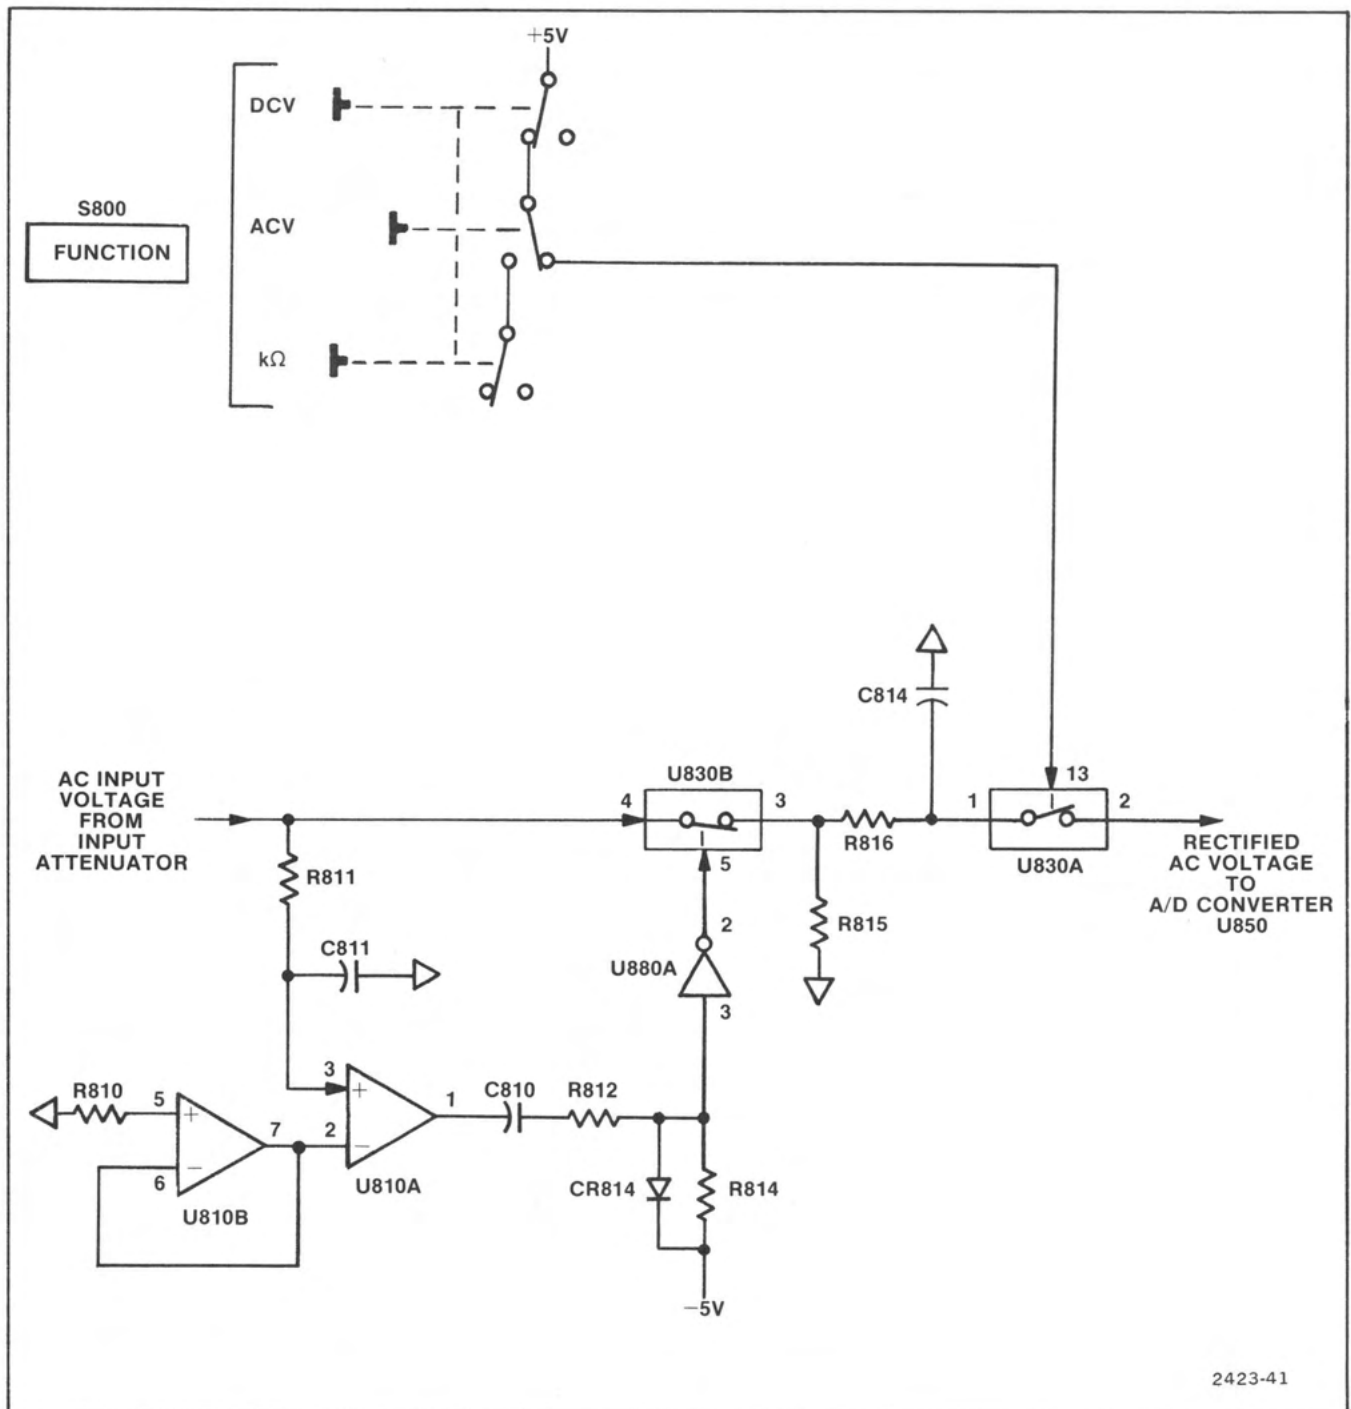 +5V
DCV
S800
FUNCTION
ACV
kΩ
C814
AC INPUT
VOLTAGE
FROM
INPUT
ATTENUATOR
U830B
4
3
5
R816
1
13
2
U830A
RECTIFIED
AC VOLTAGE
TO
A/D CONVERTER
U850
R811
C811
2
U880A
3
R815
R810
5
+
−
6
7
U810B
3
+
2
−
1
U810A
C810
R812
CR814
R814
−5V
2423-41